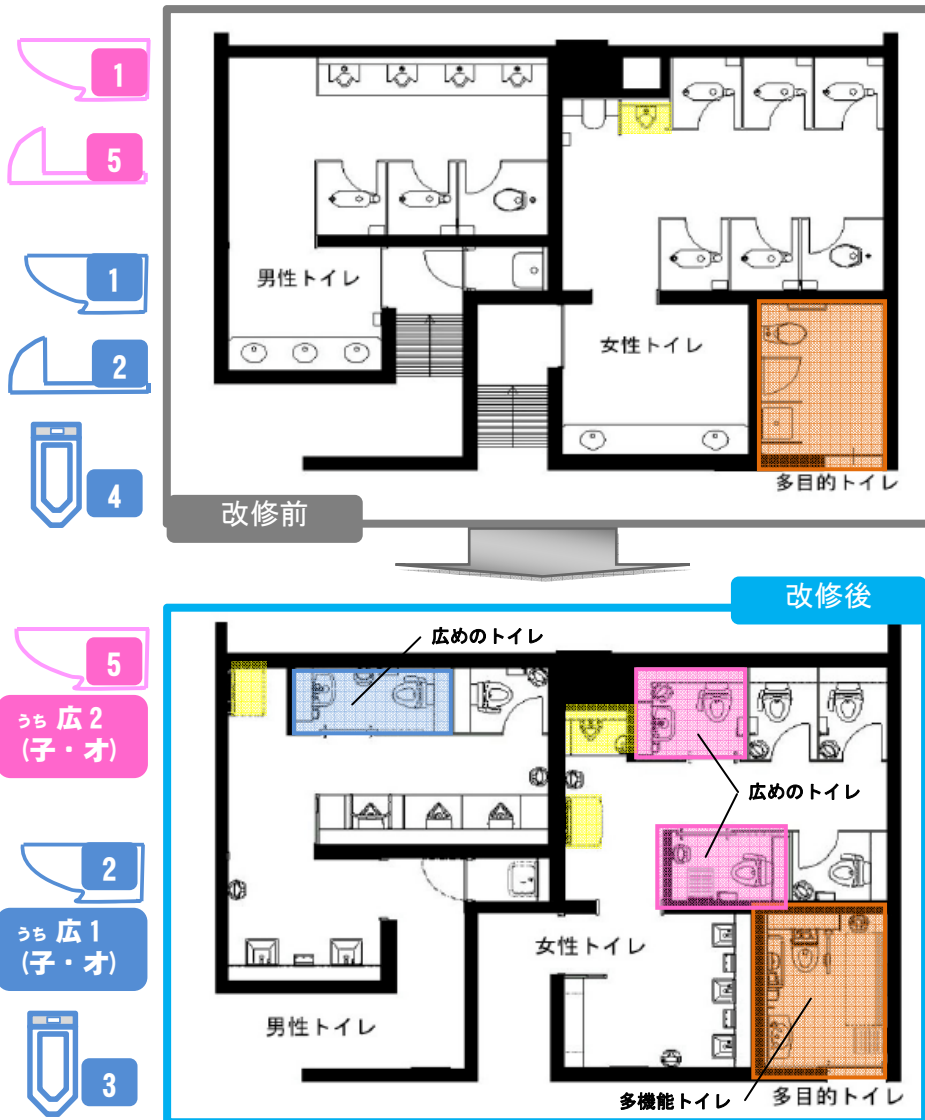 1
5
1
2
4
男性トイレ
女性トイレ
多目的トイレ
改修前
改修後
5
うち 広 2
(子・オ)
2
うち 広 1
(子・オ)
3
広めのトイレ
広めのトイレ
女性トイレ
男性トイレ
多機能トイレ
多目的トイレ